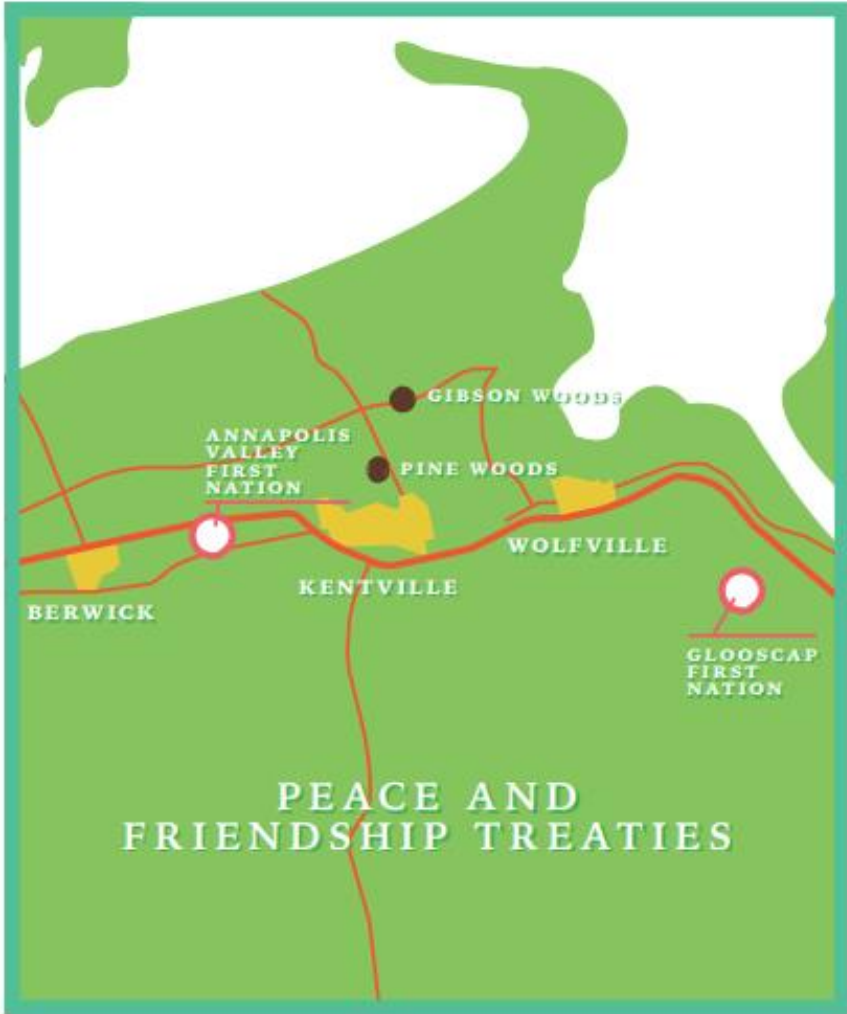 GIBSON WOODS
ANNAPOLIS
VALLEY
FIRST
NATION
PINE WOODS
WOLFVILLE
KENTVILLE
BERWICK
GLOOSCAP
FIRST
NATION
PEACE AND
FRIENDSHIP TREATIES